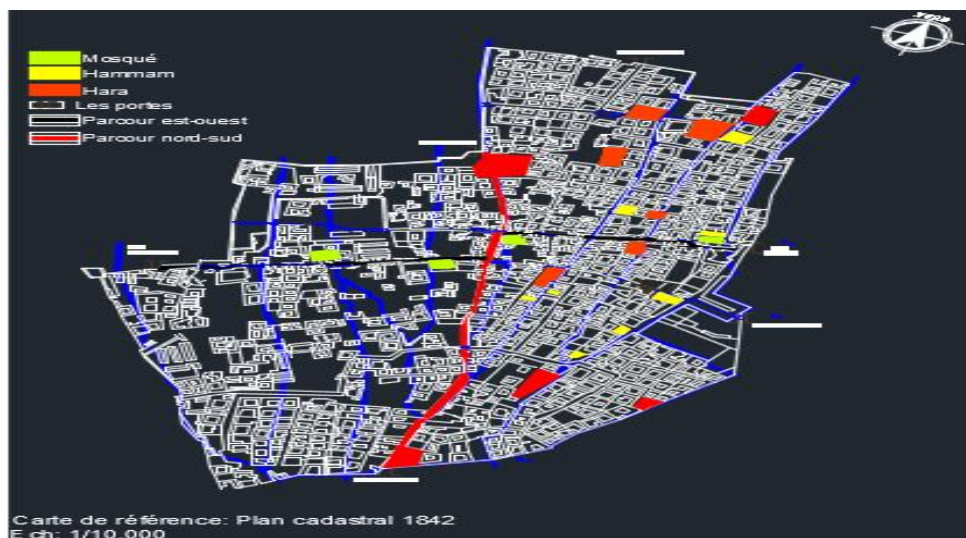 Mosqué
Hammam
Hara
Les portes
Parcour est-ouest
Parcour nord-sud
Carte de référence: Plan cadastral 1842
Ech: 1/10 000